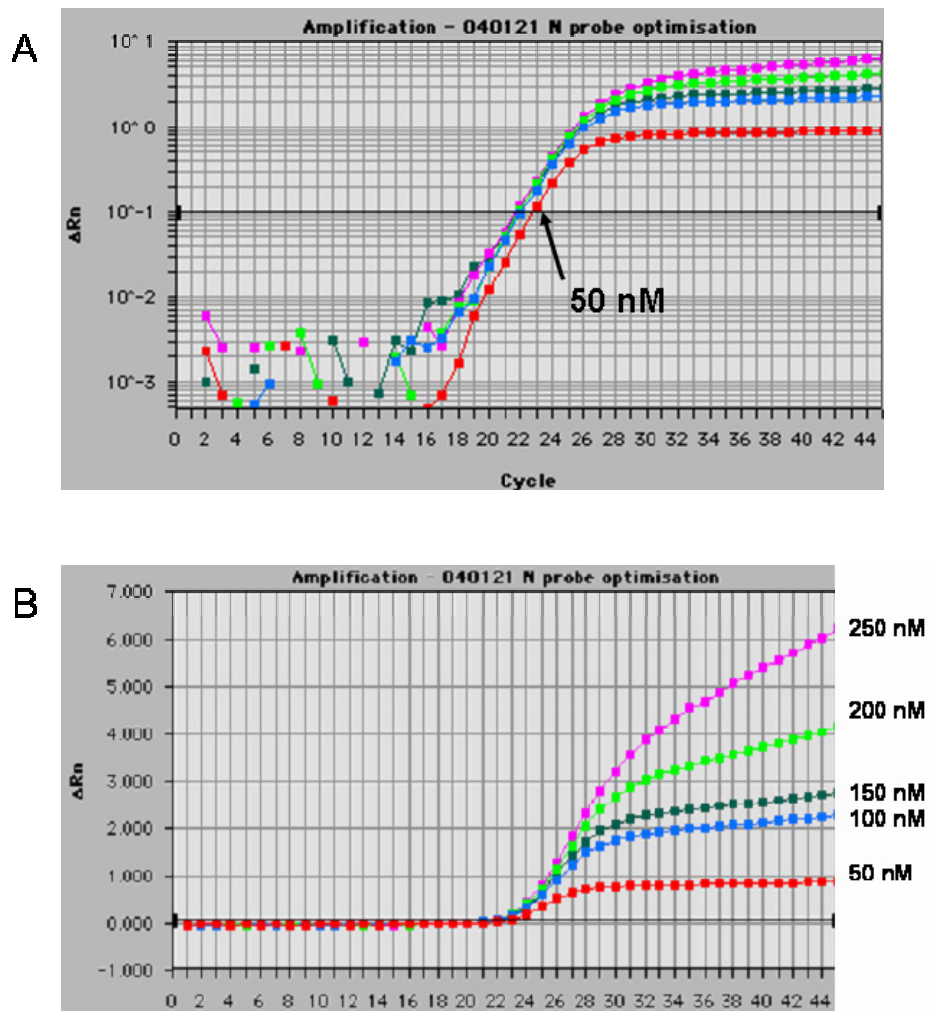 A
Amplification - 040121 N probe optimisation
10^ 1
10^ 0
10^-1
10^-2
10^-3
ΔRn
50 nM
0 2 4 6 8 10 12 14 16 18 20 22 24 26 28 30 32 34 36 38 40 42 44
Cycle
B
Amplification - 040121 N probe optimisation
7.000
6.000
5.000
4.000
3.000
2.000
1.000
0.000
-1.000
ΔRn
250 nM
200 nM
150 nM
100 nM
50 nM
0 2 4 6 8 10 12 14 16 18 20 22 24 26 28 30 32 34 36 38 40 42 44